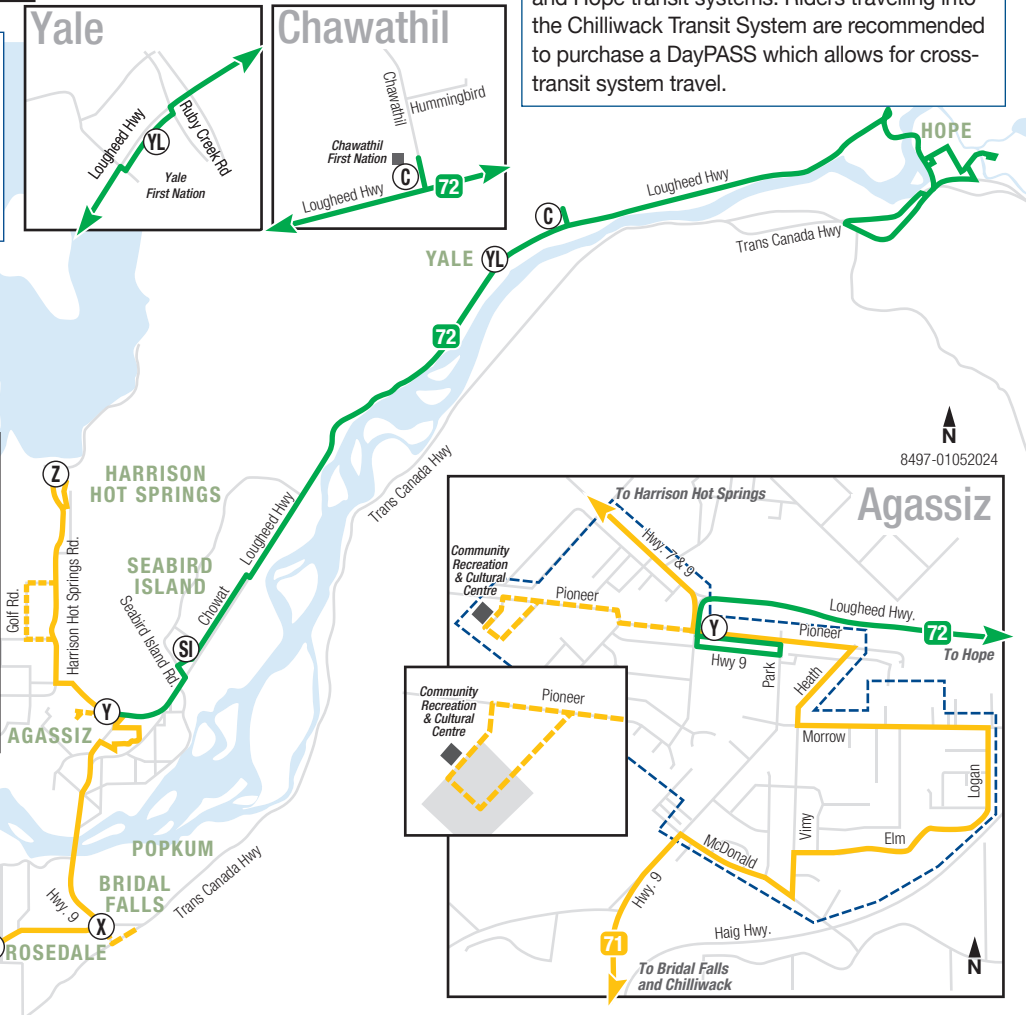 and Hope transit systems. Riders travelling into
the Chilliwack Transit System are recommended
to purchase a DayPASS which allows for cross-
transit system travel.
Yale
Lougheed Hwy
YL
Ruby Creek Rd
Yale
First Nation
Chawathil
Chawathil
Hummingbird
Chawathil
First Nation
C
Lougheed Hwy
72
HOPE
Lougheed Hwy
C
Trans Canada Hwy
YALE
YL
72
N
8497-01052024
Z
HARRISON
HOT SPRINGS
Trans Canada Hwy
Lougheed Hwy
SEABIRD
ISLAND
Chowat
Seabird Island Rd.
SI
Golf Rd.
Harrison Hot Springs Rd.
Y
AGASSIZ
POPKUM
BRIDAL
FALLS
Trans Canada Hwy
Hwy. 9
X
ROSEDALE
Agassiz
To Harrison Hot Springs
Hwy. 7 & 9
Community
Recreation
& Cultural
Centre
Pioneer
Lougheed Hwy.
72
To Hope
Y
Pioneer
Hwy 9
Park
Heath
Morrow
Logan
Vimy
Elm
McDonald
Hwy. 9
Haig Hwy.
71
To Bridal Falls
and Chilliwack
N
Community
Recreation
& Cultural
Centre
Pioneer